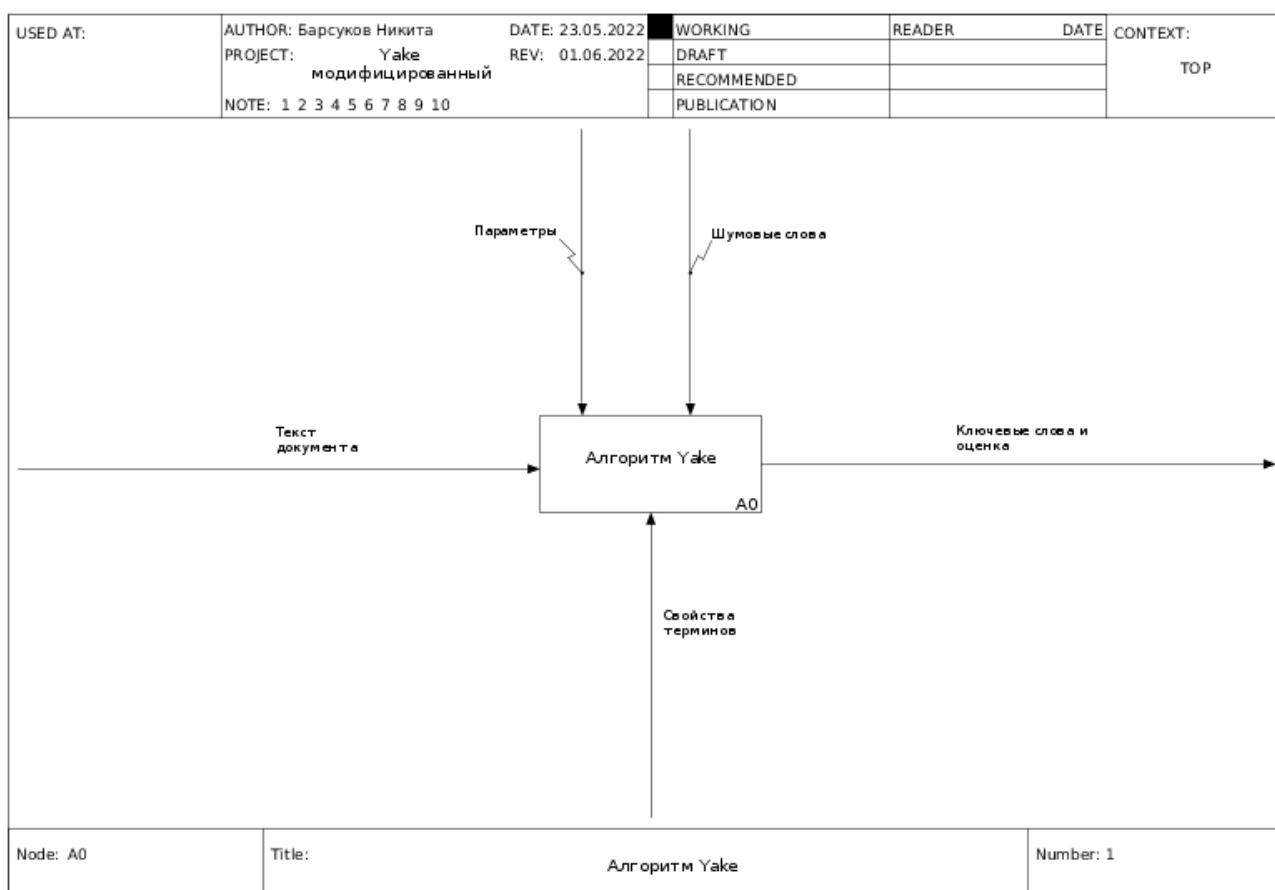 USED AT:
AUTHOR: Барсуков Никита
DATE: 23.05.2022
PROJECT: Yake
модифицированный
REV: 01.06.2022
NOTE: 1 2 3 4 5 6 7 8 9 10
WORKING
DRAFT
RECOMMENDED
PUBLICATION
READER
DATE
CONTEXT:
TOP
Параметры
Шумовые слова
Текст
документа
Алгоритм Yake
A0
Ключевые слова и
оценка
Свойства
терминов
Node: A0
Title:
Алгоритм Yake
Number: 1